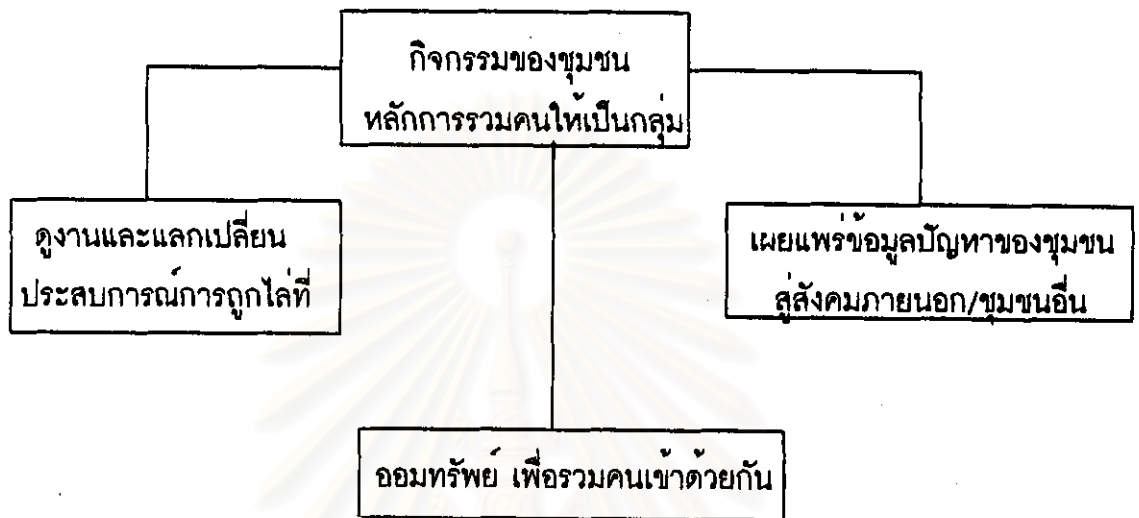 กิจกรรมของชุมชน
หลักการรวมคนให้เป็นกลุ่ม
ดูงานและแลกเปลี่ยน
ประสบการณ์การถูกไล่ที่
เผยแพร่ข้อมูลปัญหาของชุมชน
สู่สังคมภายนอก/ชุมชนอื่น
ออมทรัพย์ เพื่อรวมคนเข้าด้วยกัน